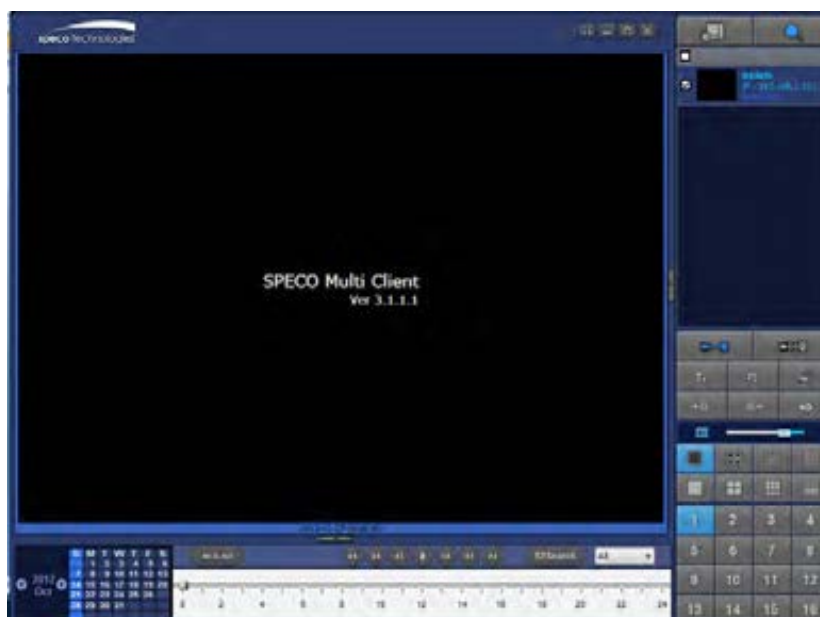 speco technologies
SPECO Multi Client
Ver 3.1.1.1
1 2 3 4
5 6 7 8
9 10 11 12
13 14 15 16
All
S M T W T F S
1 2 3 4 5 6
7 8 9 10 11 12 13
14 15 16 17 18 19 20
21 22 23 24 25 26
28 29 30 31
2012
Oct
0 2 4 6 8 10 12 14 16 18 20 22 24